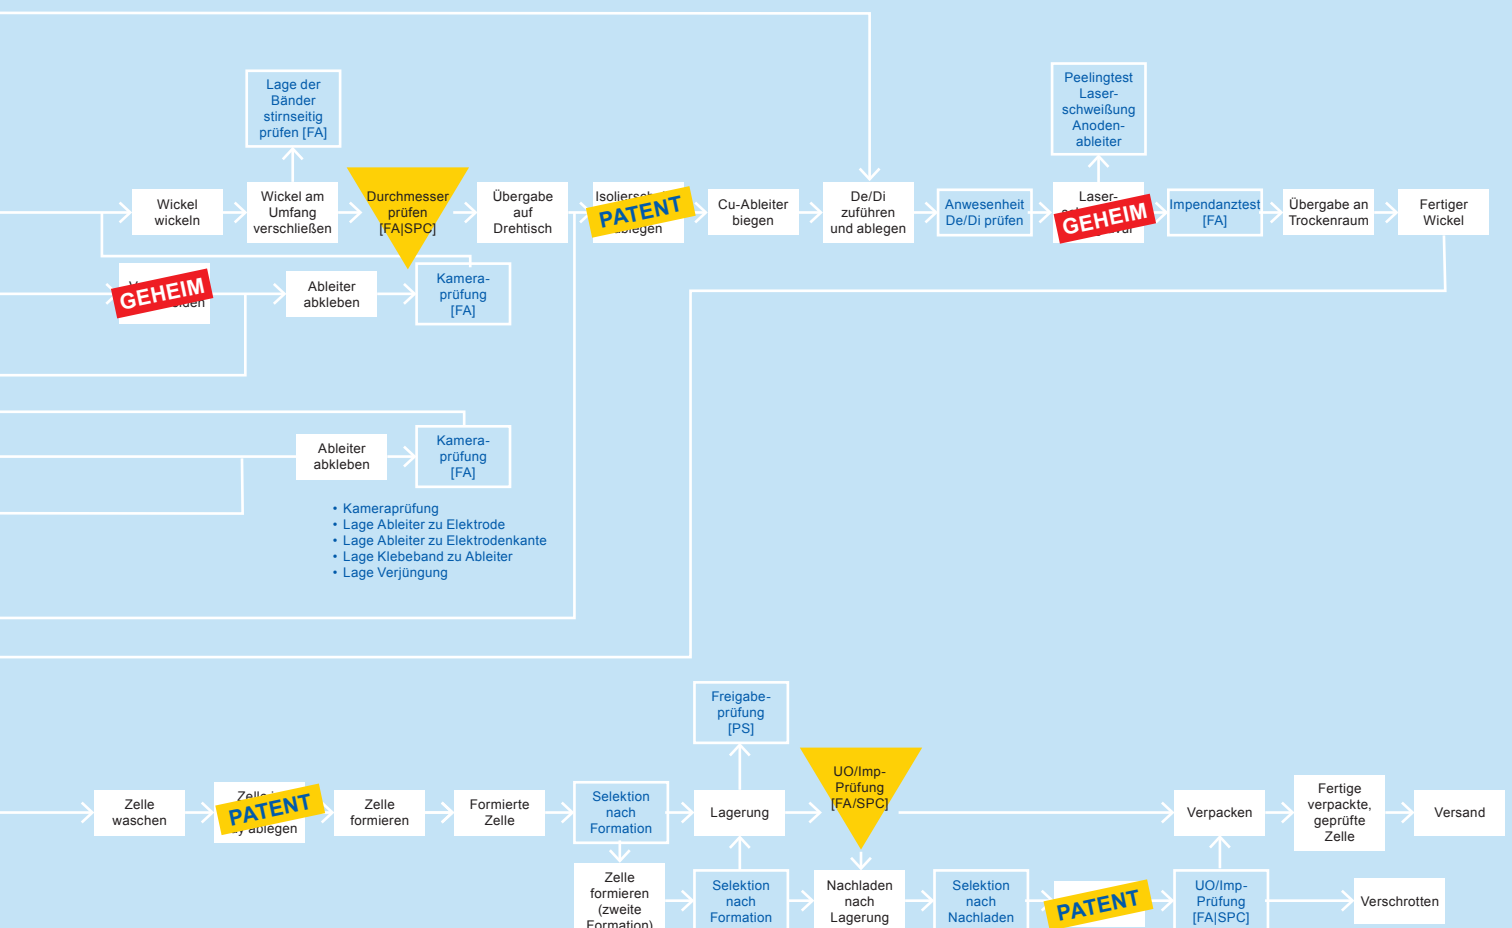 Lage der
Bänder
stirnseitig
prüfen [FA]
Peelingtest
Laser-
schweißung
Anoden-
ableiter
Wickel
wickeln
Wickel am
Umfang
verschließen
Durchmesser
prüfen
[FA|SPC]
Übergabe
auf
Drehtisch
PATENT
Cu-Ableiter
biegen
De/Di
zuführen
und ablegen
Anwesenheit
De/Di prüfen
Laser-
GEHEIM
Impendanztest
[FA]
Übergabe an
Trockenraum
Fertiger
Wickel
GEHEIM
Ableiter
abkleben
Kamera-
prüfung
[FA]
Ableiter
abkleben
Kamera-
prüfung
[FA]
• Kameraprüfung
• Lage Ableiter zu Elektrode
• Lage Ableiter zu Elektrodenkante
• Lage Klebeband zu Ableiter
• Lage Verjüngung
Freigabe-
prüfung
[PS]
Zelle
waschen
PATENT
ablegen
Zelle
formieren
Formierte
Zelle
Selektion
nach
Formation
Lagerung
UO/Imp-
Prüfung
[FA/SPC]
Verpacken
Fertige
verpackte,
geprüfte
Zelle
Versand
Zelle
formieren
(zweite
Formation)
Selektion
nach
Formation
Nachladen
nach
Lagerung
Selektion
nach
Nachladen
PATENT
UO/Imp-
Prüfung
[FA|SPC]
Verschrotten